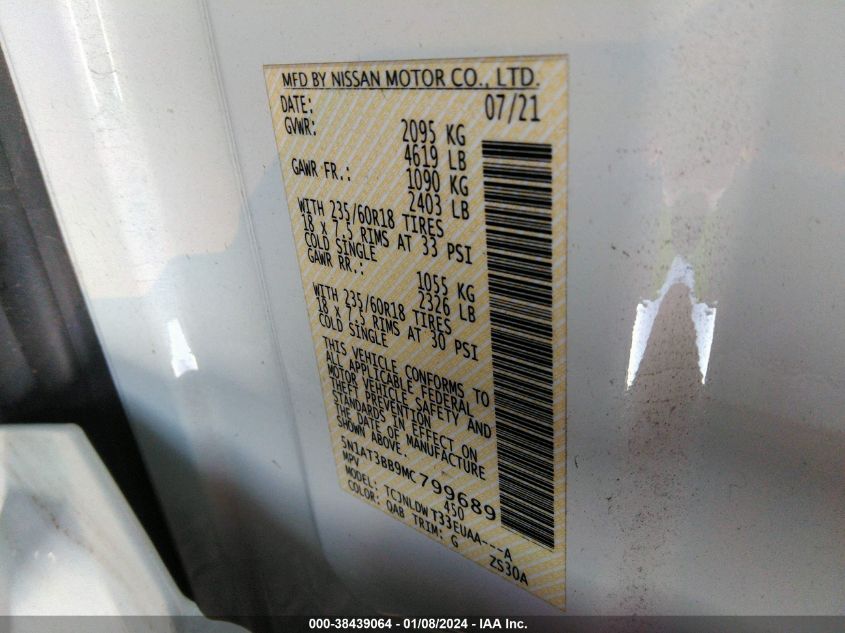 MFD BY NISSAN MOTOR CO., LTD.
DATE: 07/21
GVWR: 2095 KG
4619 LB
GAWR FR.: 1090 KG
2403 LB
WITH 235/60R18 TIRES
18 x 7.5 RIMS AT 33 PSI
COLD SINGLE
GAWR RR.: 1055 KG
2326 LB
WITH 235/60R18 TIRES
18 x 7.5 RIMS AT 30 PSI
COLD SINGLE
THIS VEHICLE CONFORMS TO
ALL APPLICABLE FEDERAL
MOTOR VEHICLE SAFETY AND
THEFT PREVENTION
STANDARDS IN EFFECT ON
THE DATE OF MANUFACTURE
SHOWN ABOVE.
5N1AT3BB9MC799689
MPV 450
MODEL: TCJNLDWT33EUAA---A
COLOR: QAB TRIM: G ZS30A
000-38439064 - 01/08/2024 - IAA Inc.